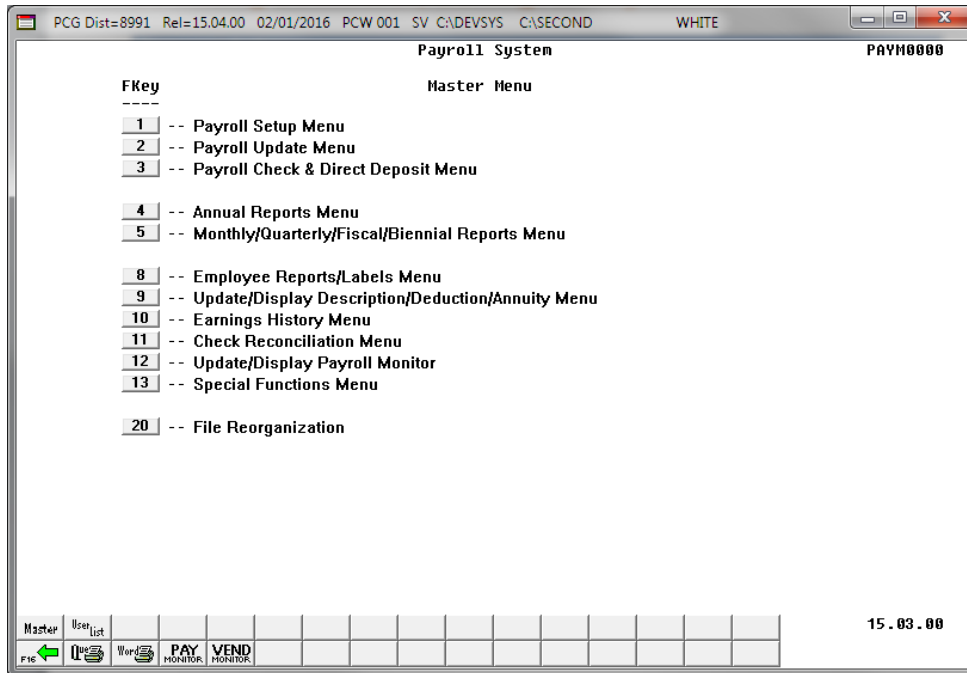 PCG Dist=8991 Rel=15.04.00 02/01/2016 PCW 001 SV C:\DEVSYS C:\SECOND WHITE
Payroll System PAYM0000
FKey Master Menu
----
1 -- Payroll Setup Menu
2 -- Payroll Update Menu
3 -- Payroll Check & Direct Deposit Menu
4 -- Annual Reports Menu
5 -- Monthly/Quarterly/Fiscal/Biennial Reports Menu
8 -- Employee Reports/Labels Menu
9 -- Update/Display Description/Deduction/Annuity Menu
10 -- Earnings History Menu
11 -- Check Reconciliation Menu
12 -- Update/Display Payroll Monitor
13 -- Special Functions Menu
20 -- File Reorganization
Master User List 15.03.00
F16 Que Word PAY MONITOR VEND MONITOR